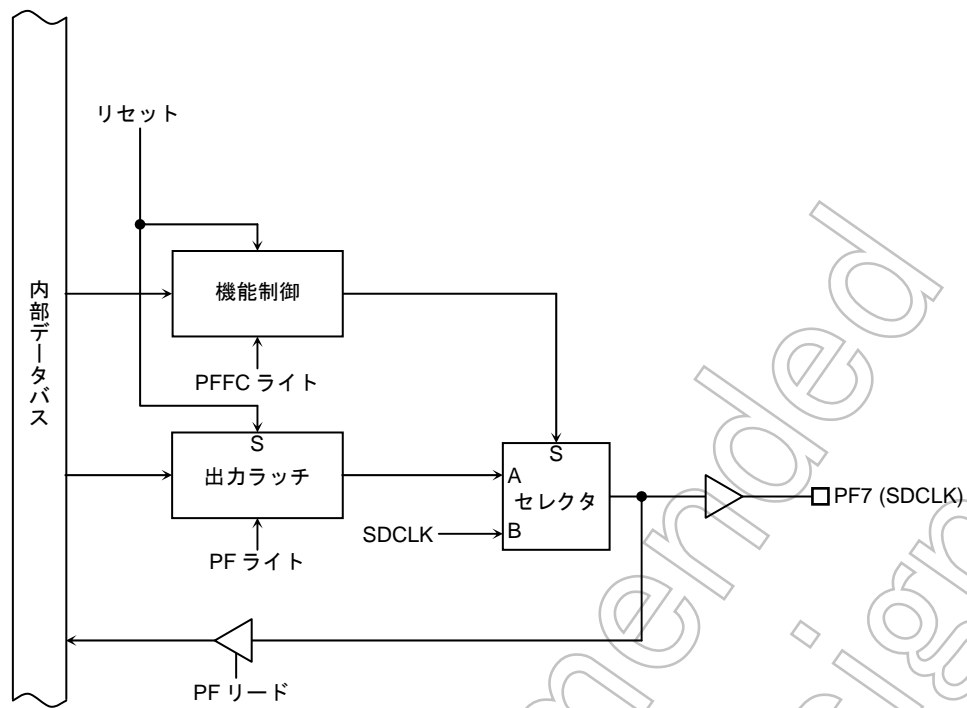 リセット
内部データバス
機能制御
PFFC ライト
S
出力ラッチ
PF ライト
S
A
セレクタ
B
SDCLK
PF7 (SDCLK)
PF リード
mended
sign